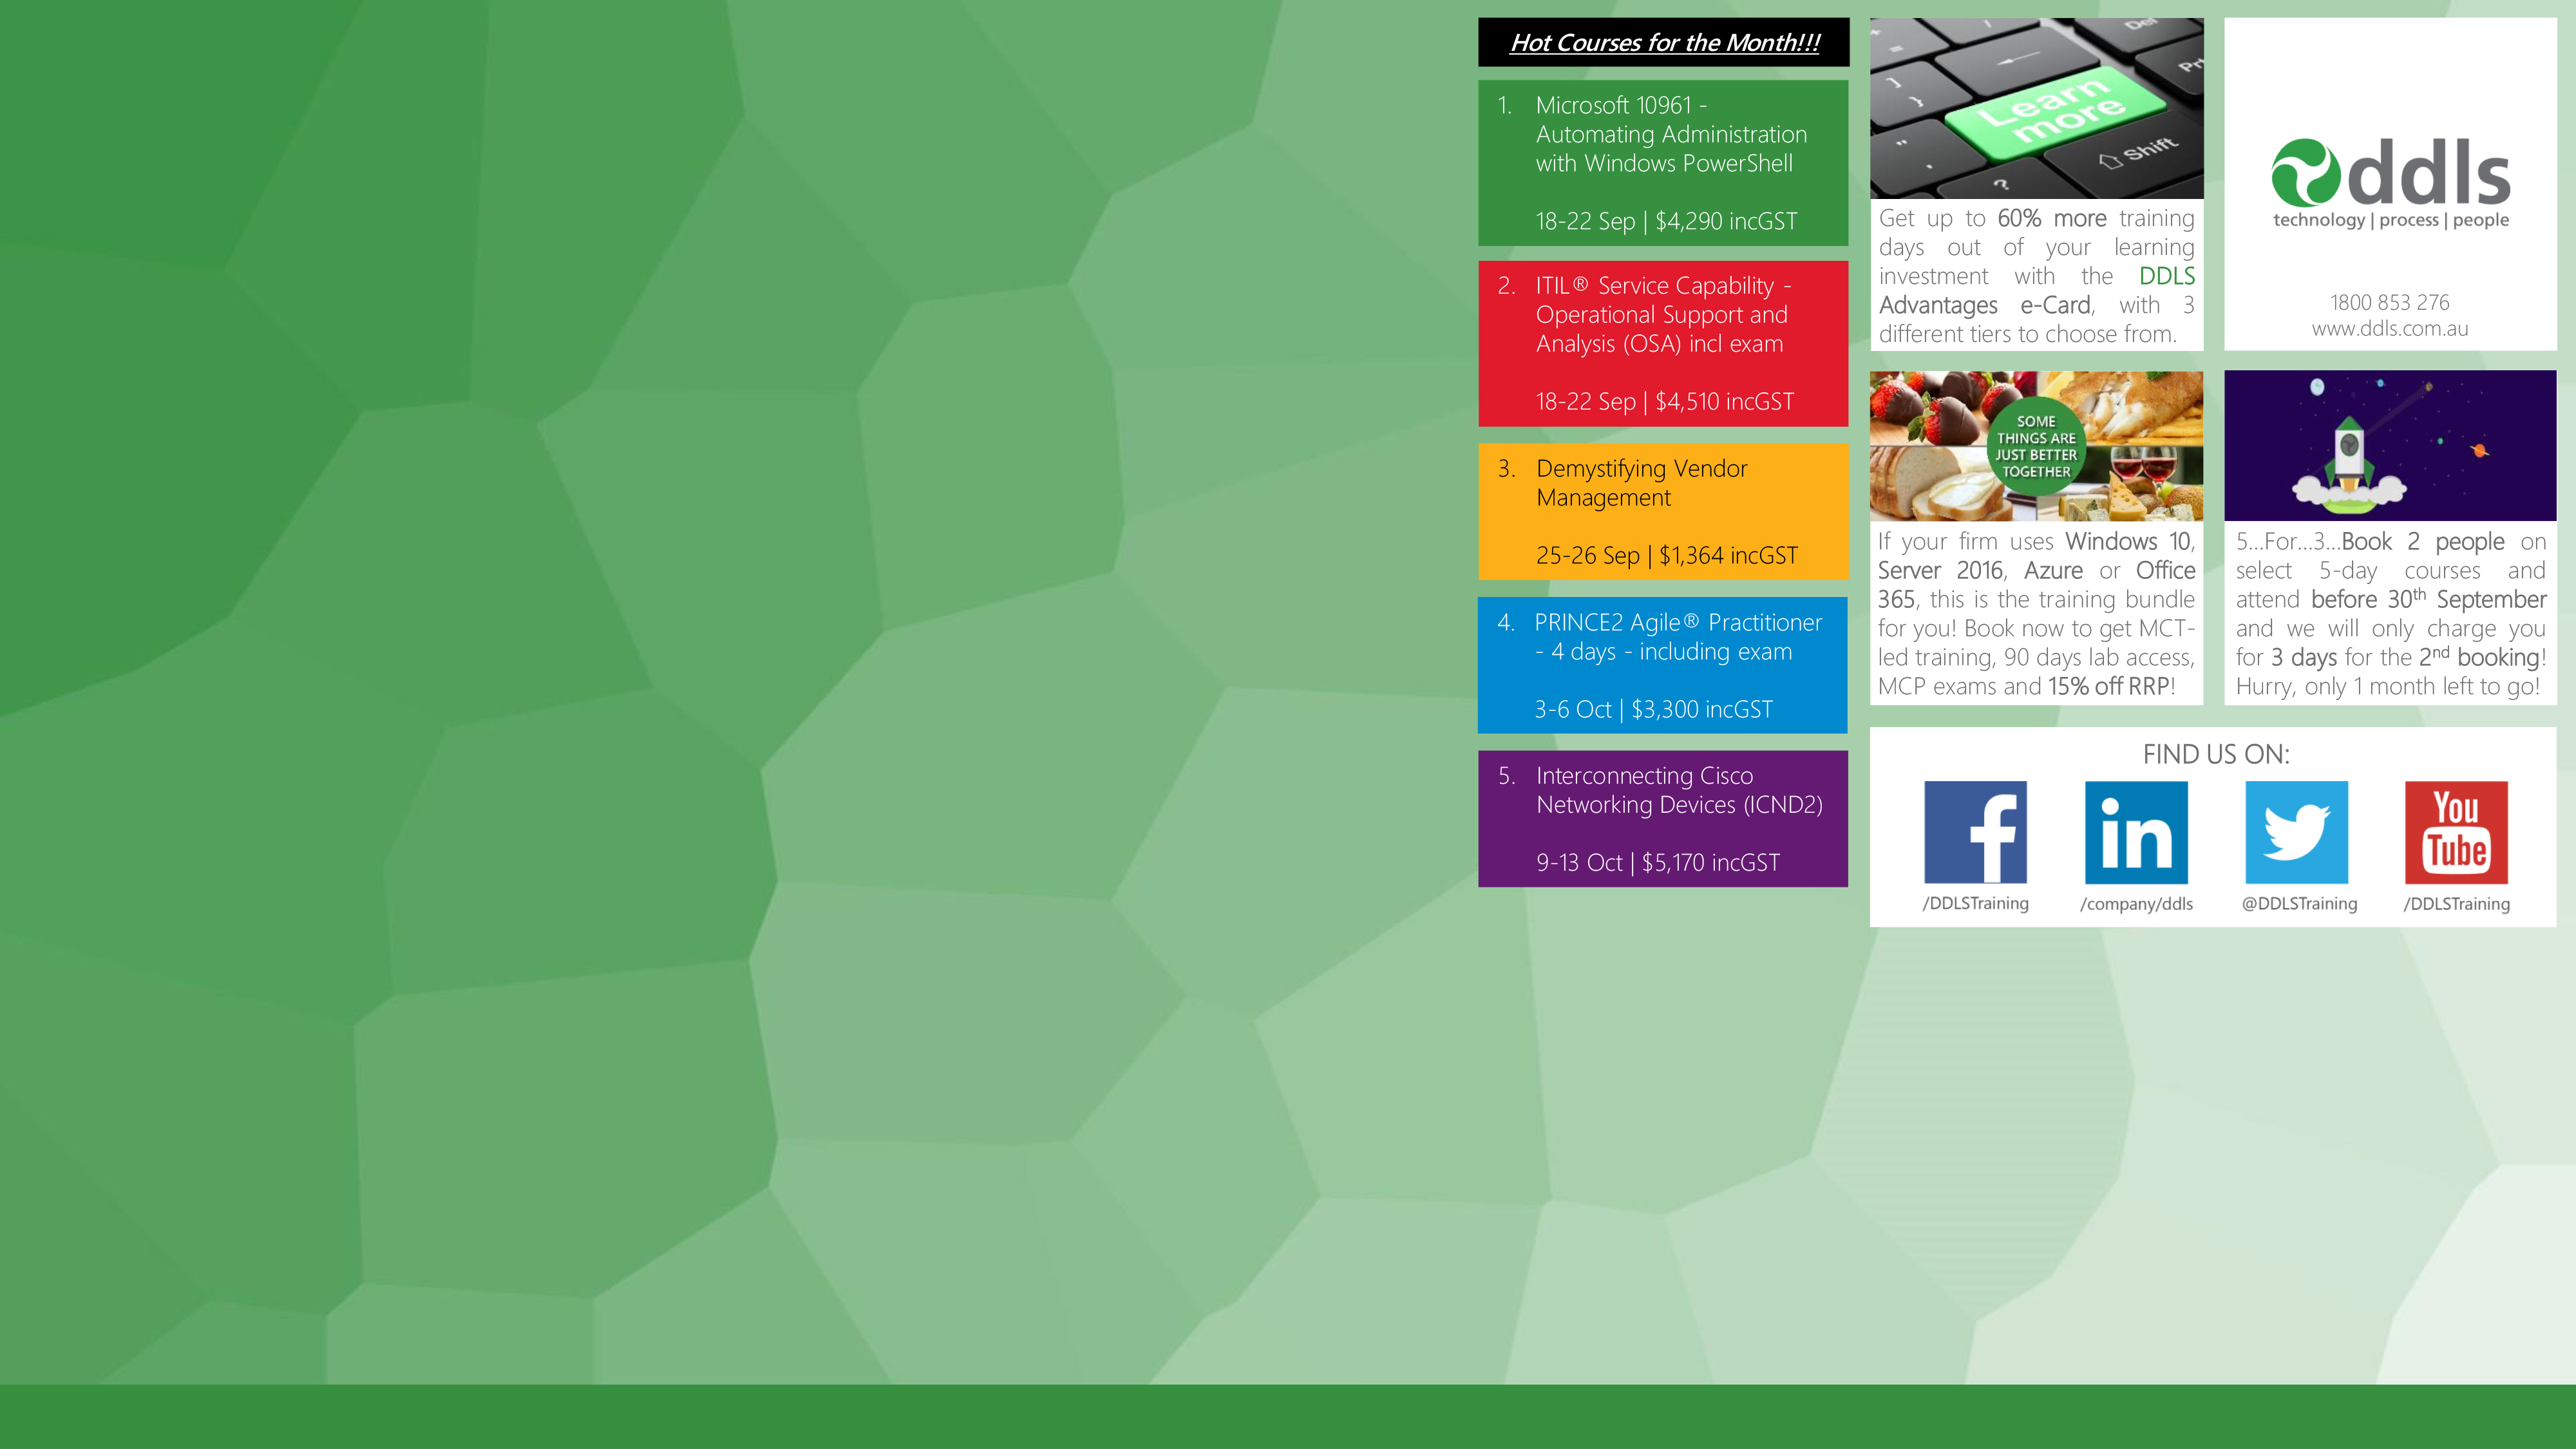 Hot Courses for the Month!!!
1. Microsoft 10961 -
Automating Administration
with Windows PowerShell
18-22 Sep | $4,290 incGST
2. ITIL® Service Capability -
Operational Support and
Analysis (OSA) incl exam
18-22 Sep | $4,510 incGST
3. Demystifying Vendor
Management
25-26 Sep | $1,364 incGST
4. PRINCE2 Agile® Practitioner
- 4 days - including exam
3-6 Oct | $3,300 incGST
5. Interconnecting Cisco
Networking Devices (ICND2)
9-13 Oct | $5,170 incGST
Del
Prt
Learn
more
Shift
Get up to 60% more training
days out of your learning
investment with the DDLS
Advantages e-Card, with 3
different tiers to choose from.
ddls
technology | process | people
1800 853 276
www.ddls.com.au
SOME
THINGS ARE
JUST BETTER
TOGETHER
If your firm uses Windows 10,
Server 2016, Azure or Office
365, this is the training bundle
for you! Book now to get MCT-
led training, 90 days lab access,
MCP exams and 15% off RRP!
5...For...3...Book 2 people on
select 5-day courses and
attend before 30th September
and we will only charge you
for 3 days for the 2nd booking!
Hurry, only 1 month left to go!
FIND US ON:
f
in
You
Tube
/DDLSTraining
/company/ddls
@DDLSTraining
/DDLSTraining